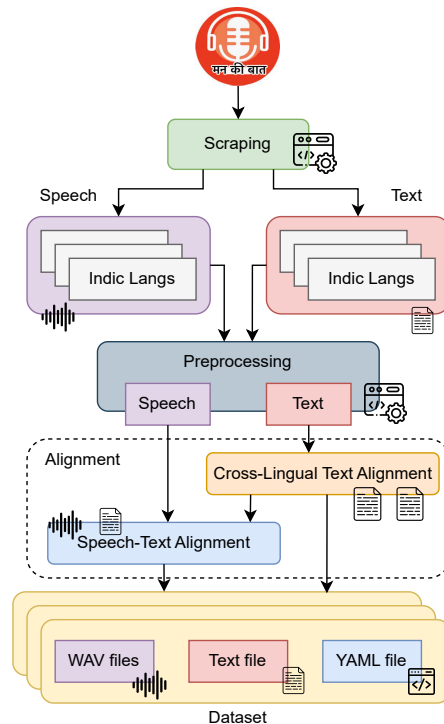 मन की बात
Scraping
Speech
Text
Indic Langs
Indic Langs
Preprocessing
Speech
Text
Alignment
Cross-Lingual Text Alignment
Speech-Text Alignment
WAV files
Text file
YAML file
Dataset